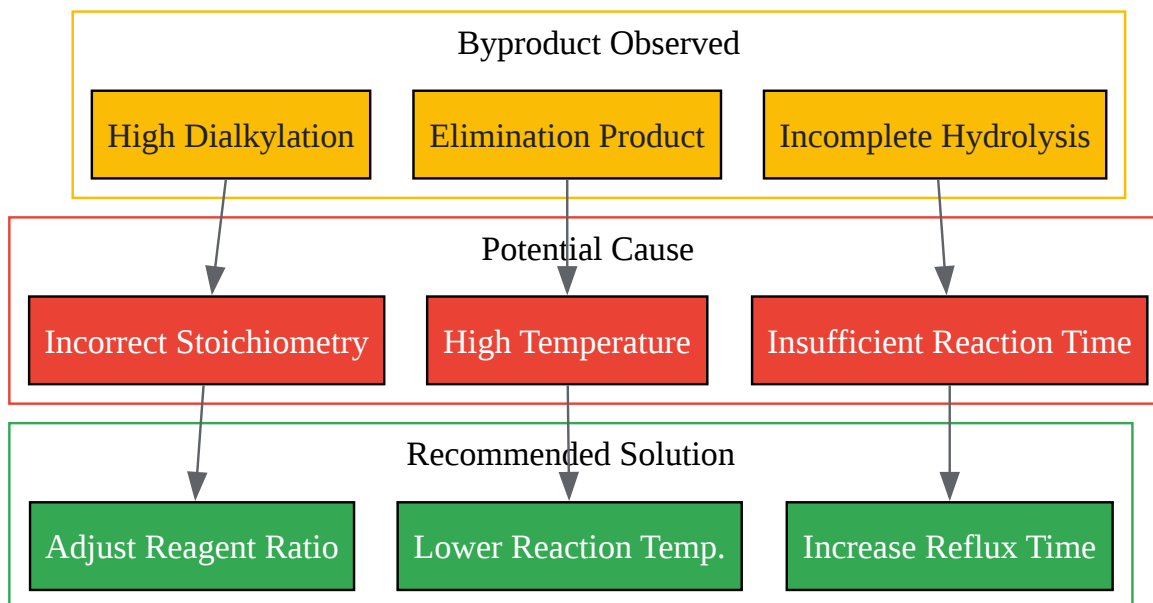 Byproduct Observed
High Dialkylation
Elimination Product
Incomplete Hydrolysis
Potential Cause
Incorrect Stoichiometry
High Temperature
Insufficient Reaction Time
Recommended Solution
Adjust Reagent Ratio
Lower Reaction Temp.
Increase Reflux Time